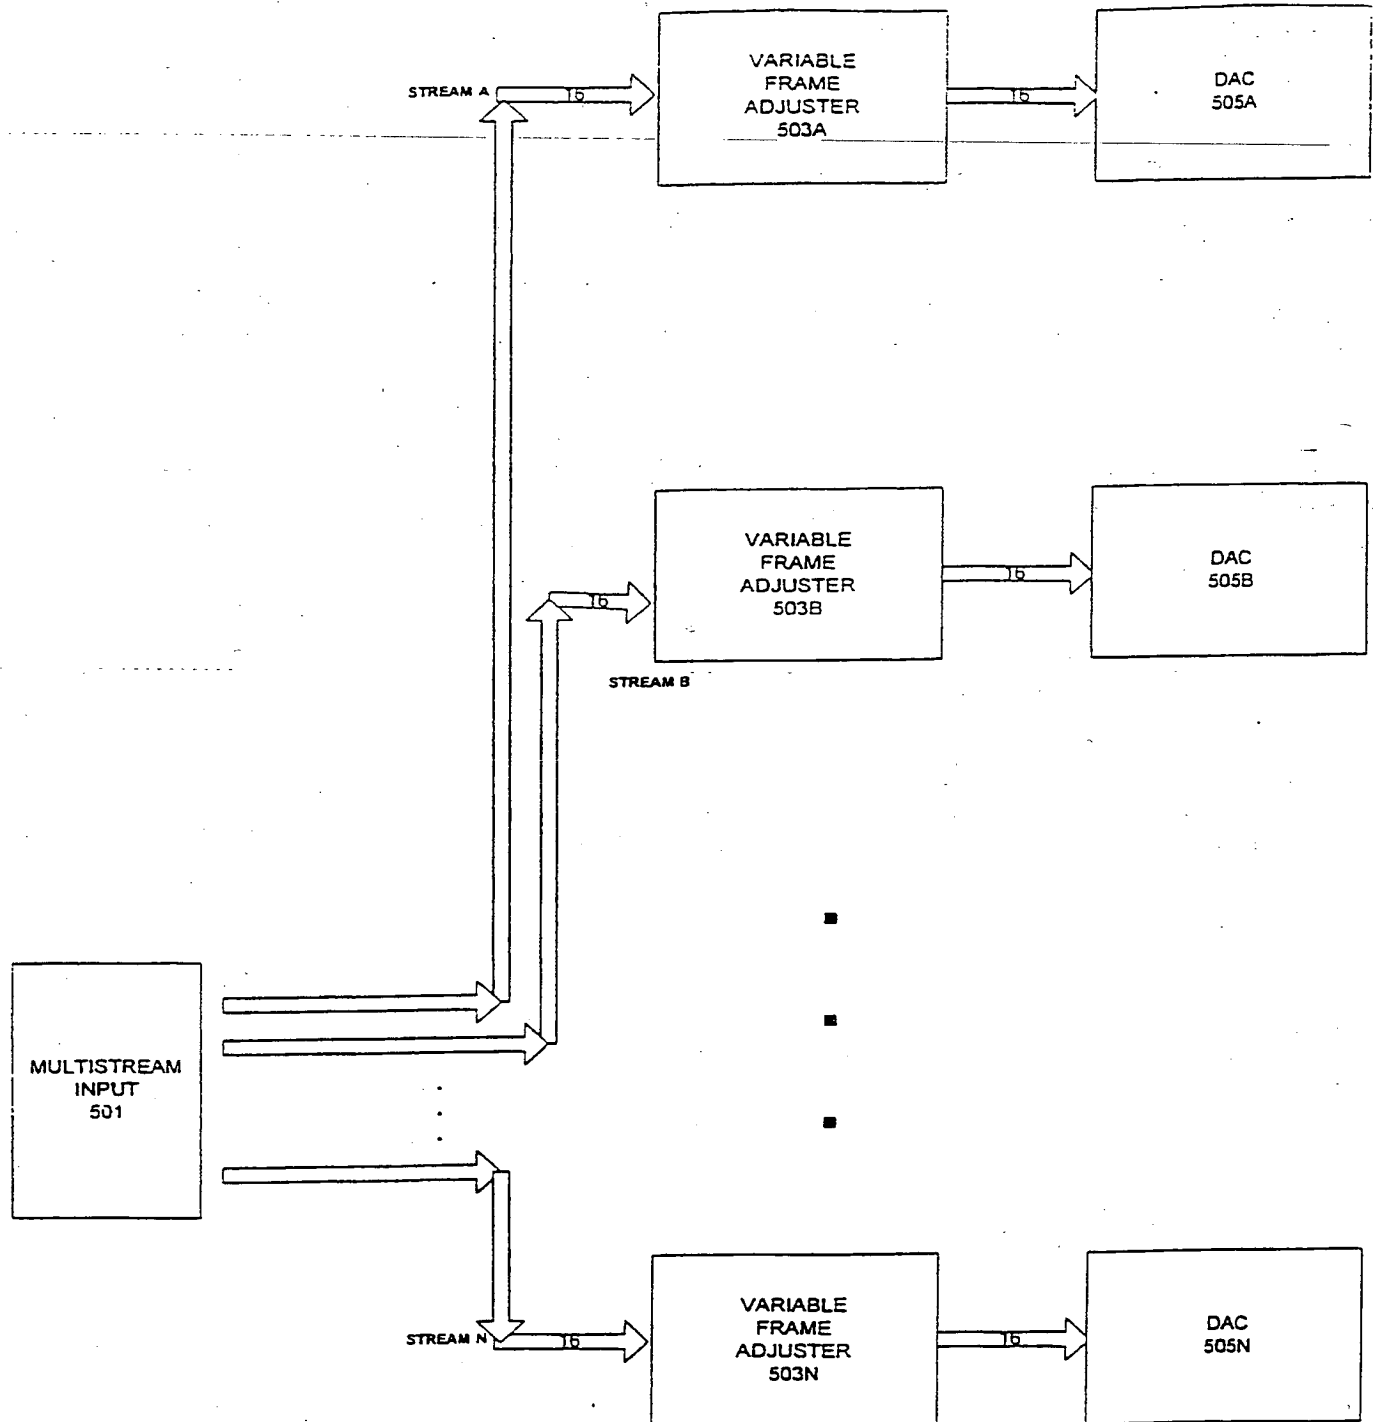 STREAM A
16
VARIABLE
FRAME
ADJUSTER
503A
16
DAC
505A
VARIABLE
FRAME
ADJUSTER
503B
16
DAC
505B
16
STREAM B
MULTISTREAM
INPUT
501
STREAM N
16
VARIABLE
FRAME
ADJUSTER
503N
16
DAC
505N